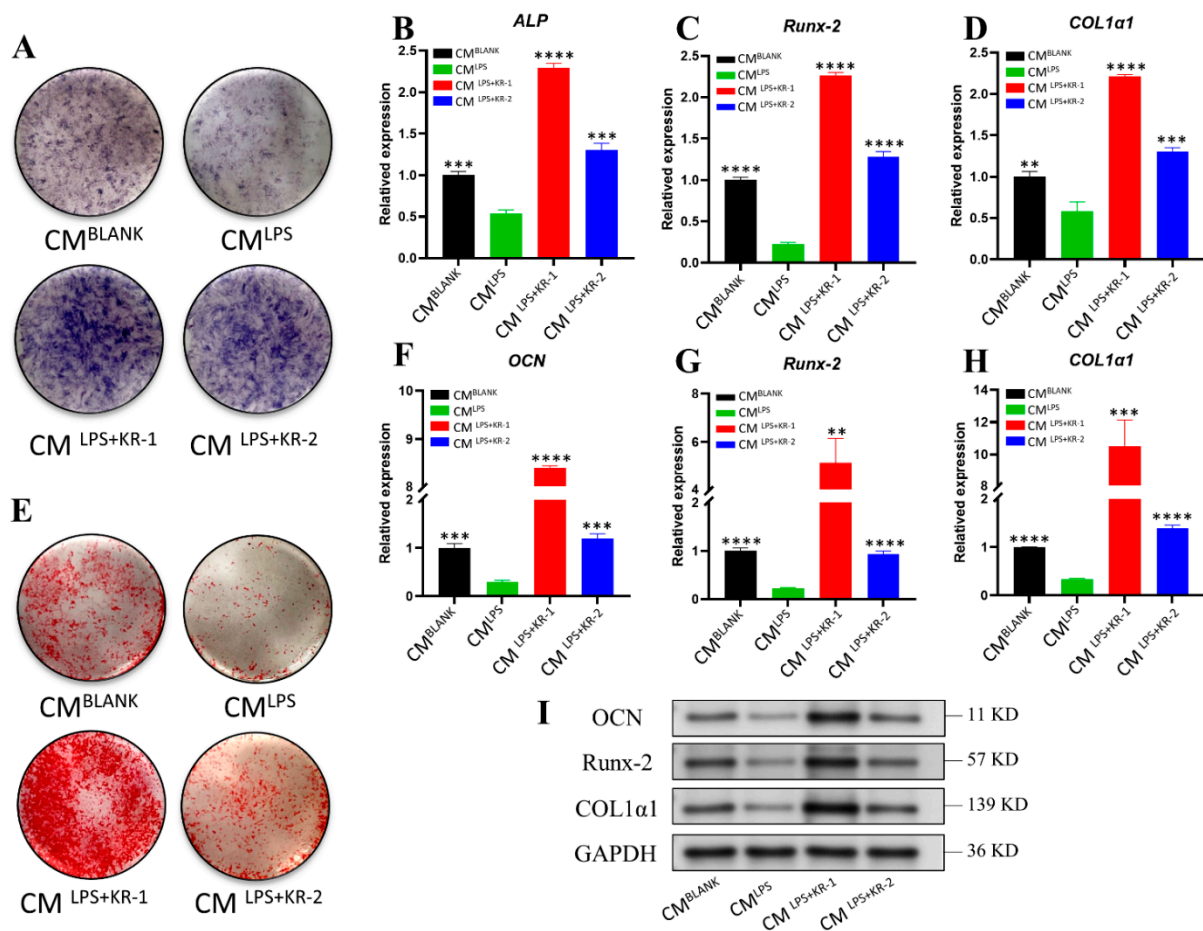 A
CM^BLANK
CM^LPS
CM ^LPS+KR-1
CM ^LPS+KR-2
B
ALP
Relatived expression
2.5
2.0
1.5
1.0
0.5
0.0
CM^BLANK
CM^LPS
CM ^LPS+KR-1
CM ^LPS+KR-2
***
****
***
CM^BLANK
CM^LPS
CM ^LPS+KR-1
CM ^LPS+KR-2
C
Runx-2
Relatived expression
2.5
2.0
1.5
1.0
0.5
0.0
CM^BLANK
CM^LPS
CM ^LPS+KR-1
CM ^LPS+KR-2
****
****
****
CM^BLANK
CM^LPS
CM ^LPS+KR-1
CM ^LPS+KR-2
D
COL1α1
Relatived expression
2.5
2.0
1.5
1.0
0.5
0.0
CM^BLANK
CM^LPS
CM ^LPS+KR-1
CM ^LPS+KR-2
**
****
***
CM^BLANK
CM^LPS
CM ^LPS+KR-1
CM ^LPS+KR-2
E
CM^BLANK
CM^LPS
CM ^LPS+KR-1
CM ^LPS+KR-2
F
OCN
Relatived expression
10
8
2
1
0
CM^BLANK
CM^LPS
CM ^LPS+KR-1
CM ^LPS+KR-2
***
****
***
CM^BLANK
CM^LPS
CM ^LPS+KR-1
CM ^LPS+KR-2
G
Runx-2
Relatived expression
8
6
4
2
1
0
CM^BLANK
CM^LPS
CM ^LPS+KR-1
CM ^LPS+KR-2
****
**
****
CM^BLANK
CM^LPS
CM ^LPS+KR-1
CM ^LPS+KR-2
H
COL1α1
Relatived expression
14
12
10
8
2
1
0
CM^BLANK
CM^LPS
CM ^LPS+KR-1
CM ^LPS+KR-2
****
***
****
CM^BLANK
CM^LPS
CM ^LPS+KR-1
CM ^LPS+KR-2
I
OCN 11 KD
Runx-2 57 KD
COL1α1 139 KD
GAPDH 36 KD
CM^BLANK
CM^LPS
CM ^LPS+KR-1
CM ^LPS+KR-2